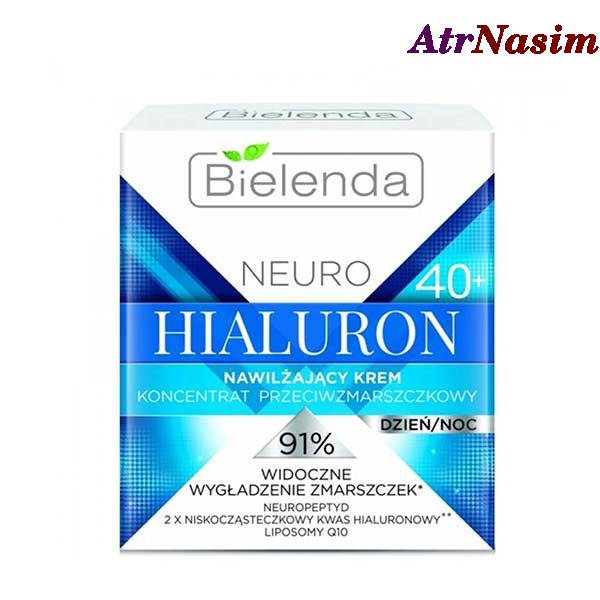 AtrNasim
Bielenda
NEURO
40+
HIALURON
NAWILŻAJĄCY KREM
KONCENTRAT PRZECIWZMARSZCZKOWY
DZIEŃ/NOC
91%
WIDOCZNE
WYGŁADZENIE ZMARSZCZEK*
NEUROPEPTYD
2 X NISKOCZĄSTECZKOWY KWAS HIALURONOWY**
LIPOSOMY Q10